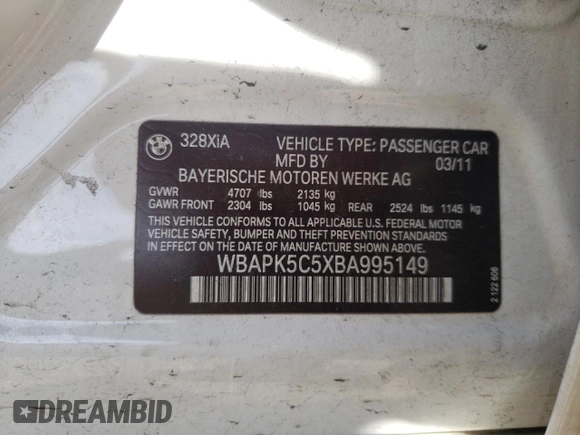 328XiA VEHICLE TYPE: PASSENGER CAR
MFD BY 03/11
BAYERISCHE MOTOREN WERKE AG
GVWR 4707 lbs 2135 kg
GAWR FRONT 2304 lbs 1045 kg REAR 2524 lbs 1145 kg
THIS VEHICLE CONFORMS TO ALL APPLICABLE
U.S. FEDERAL MOTOR
VEHICLE SAFETY, BUMPER AND THEFT
PREVENTION STANDARDS IN EFFECT ON THE
DATE OF MANUFACTURE SHOWN ABOVE.
WBAPK5C5XBA995149
2 122 606
DREAMBID